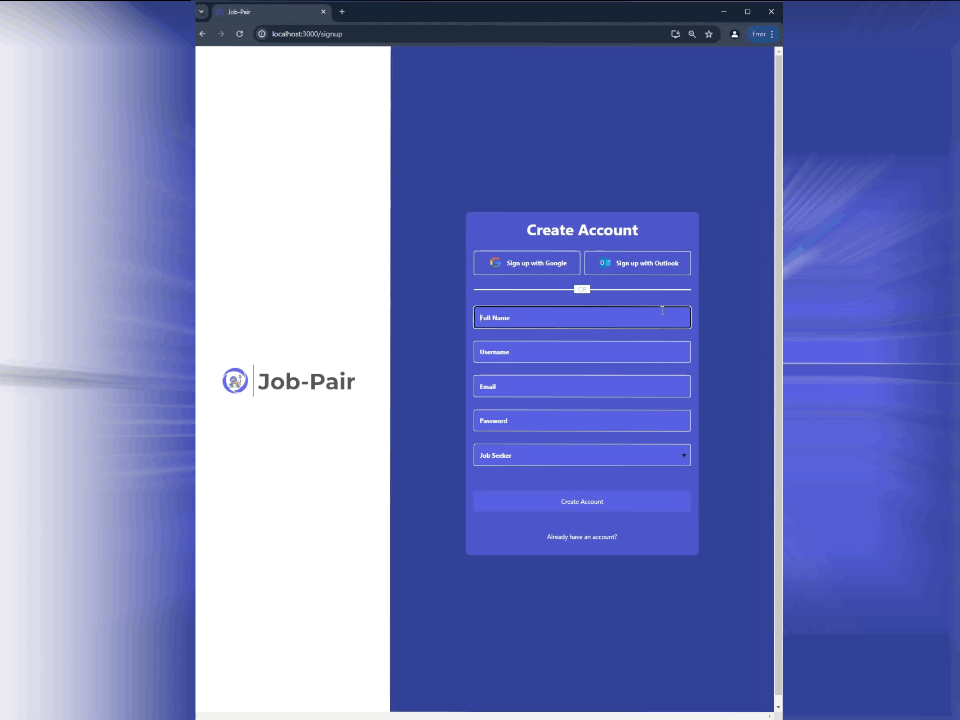 Job-Pair
localhost:3000/signup
Error
Create Account
Sign up with Google
Sign up with Outlook
OR
Full Name
Username
Email
Password
Job Seeker
Create Account
Already have an account?
Job-Pair